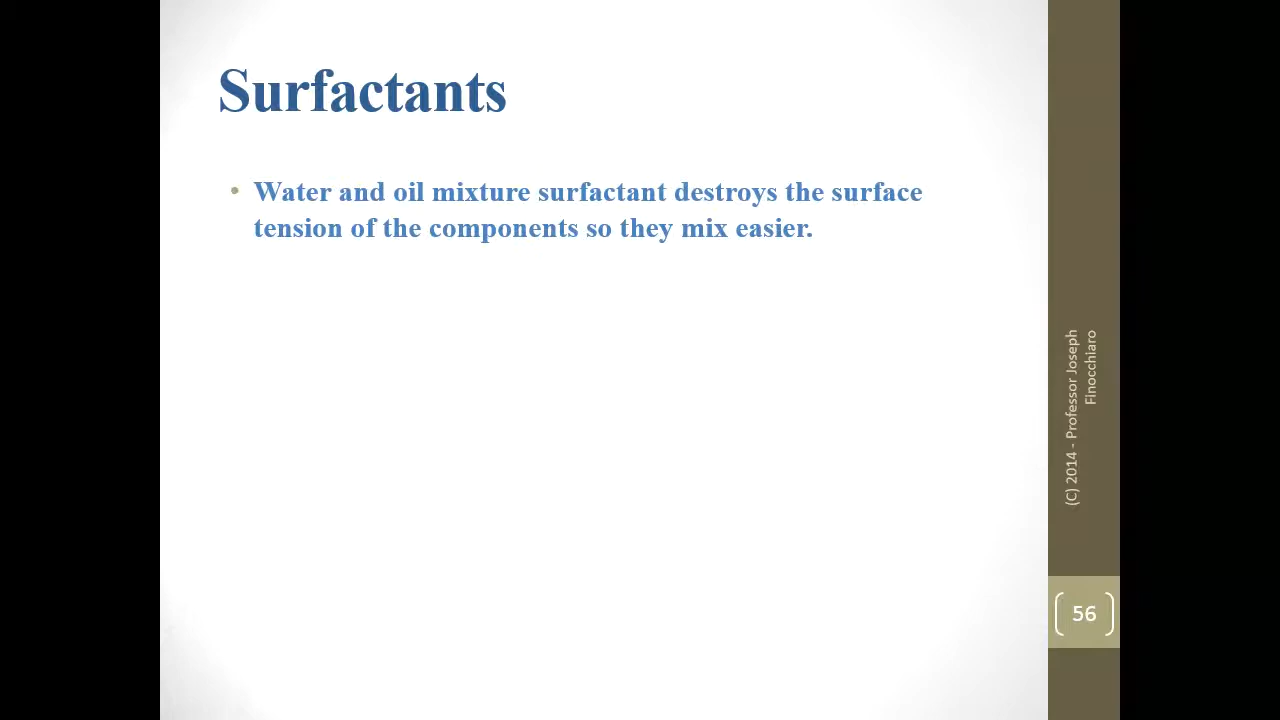 Surfactants
• Water and oil mixture surfactant destroys the surface
tension of the components so they mix easier.
(C) 2014 - Professor Joseph
Finocchiaro
56